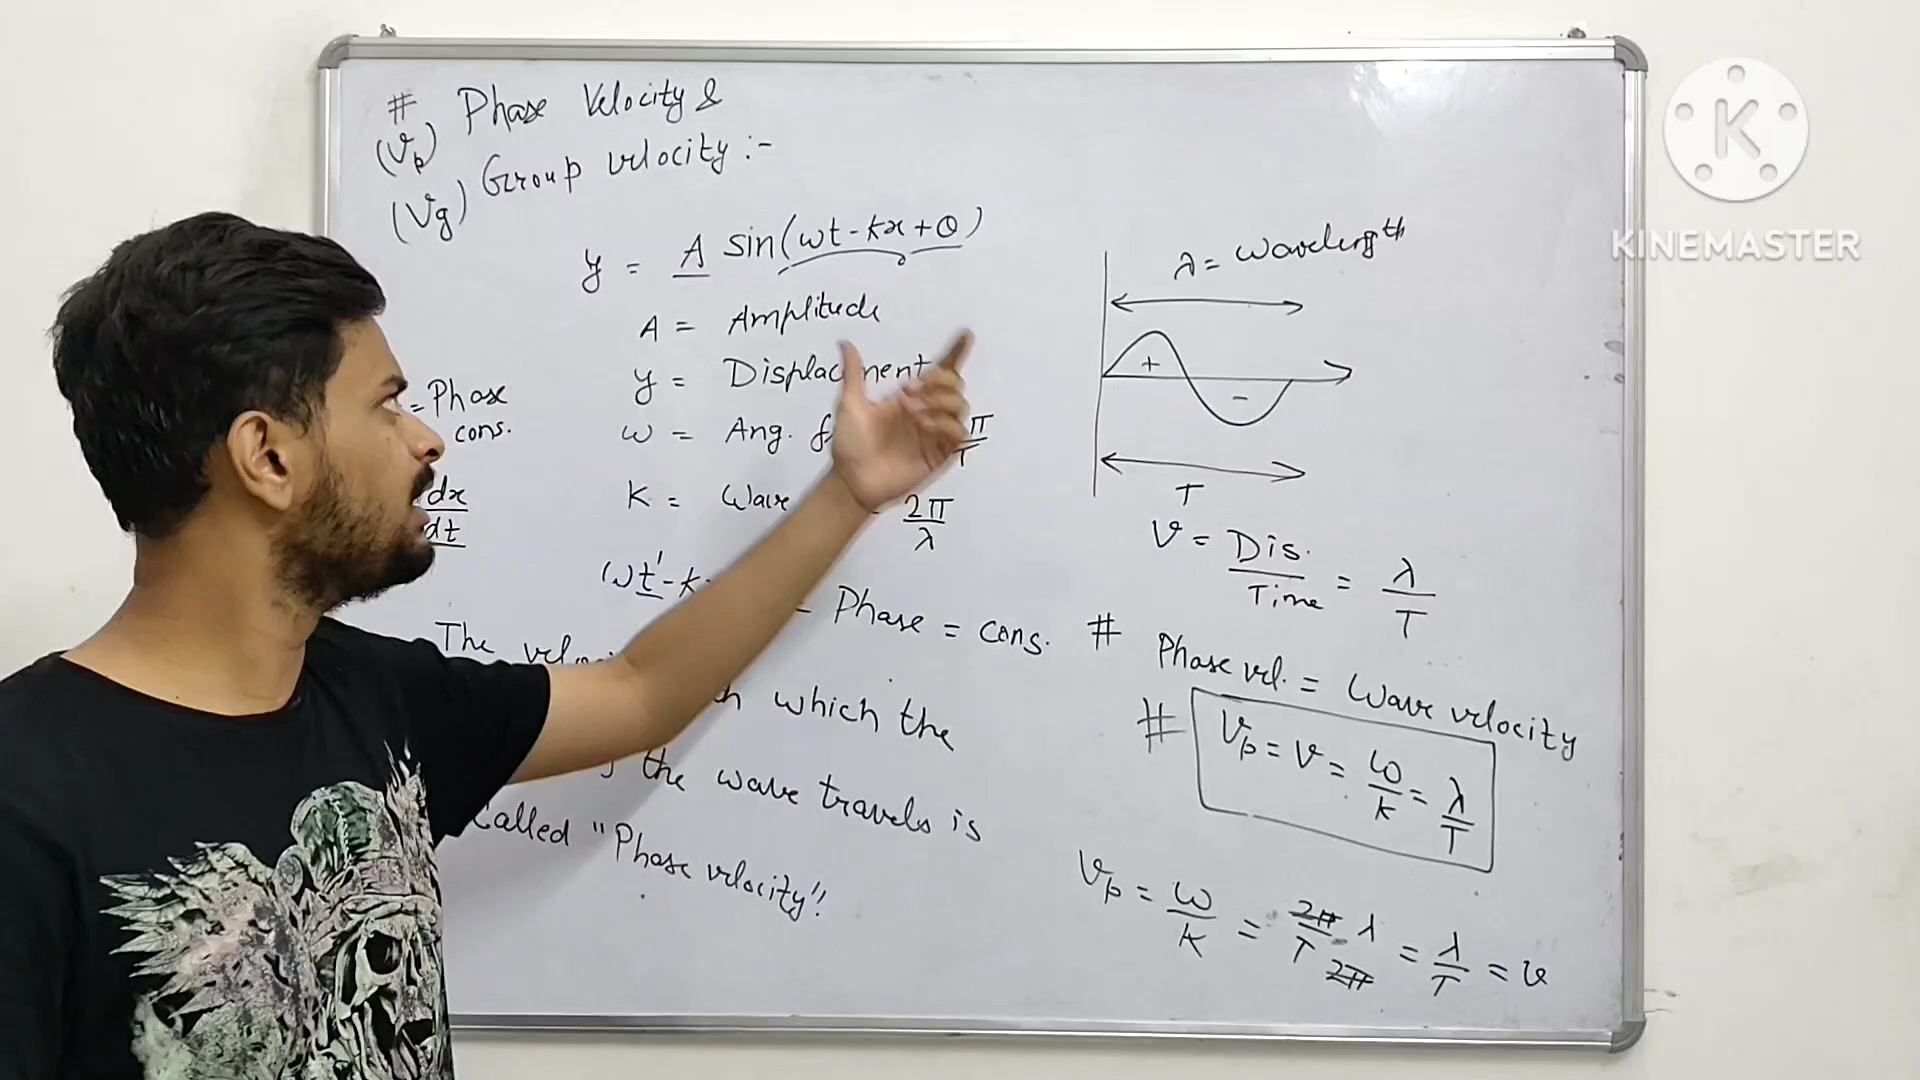 # Phase Velocity &
(Vp)
(Vg) Group velocity :-
y = A sin(ωt - kx + θ)
A = Amplitude
y = Displacement
= Phase
cons.
ω = Ang.
π
T
dx
dt
K = Wave = 2π
λ
ωt' - k
The
Phase = cons.
which the
the wave travels is
Called "Phase velocity"!
λ = wavelength
+
-
T
V = Dis. = λ
Time T
# Phase vel. = Wave velocity
# Vp = v = ω = λ
k T
Vp = ω = 2π λ = λ = v
k T 2π T
K
KINEMASTER